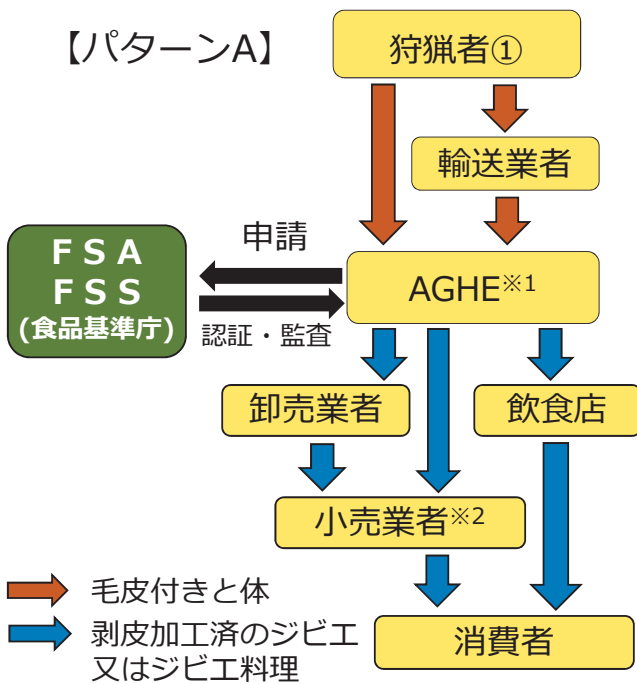 【パターンA】
狩猟者①
輸送業者
FSA
FSS
(食品基準庁)
申請
認証・監査
AGHE※1
卸売業者
飲食店
小売業者※2
消費者
毛皮付きと体
剥皮加工済のジビエ
又はジビエ料理